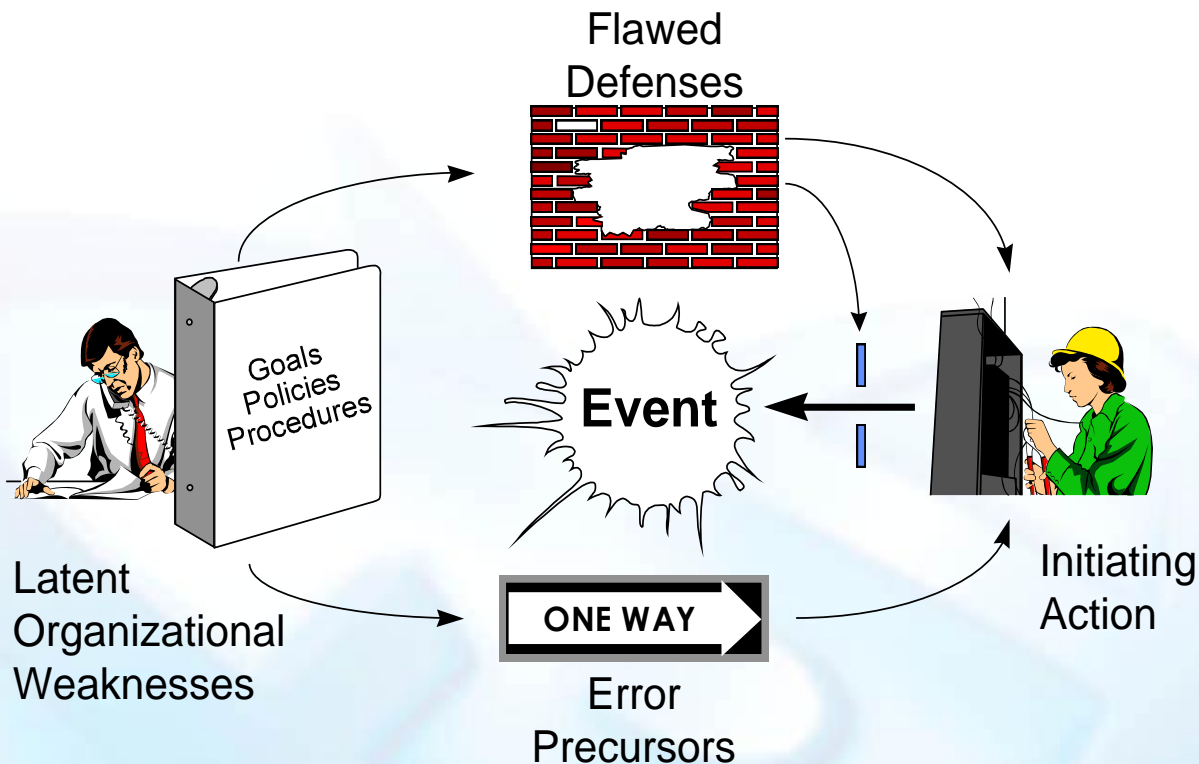 Flawed
Defenses
Goals
Policies
Procedures
Event
Latent
Organizational
Weaknesses
ONE WAY
Error
Precursors
Initiating
Action